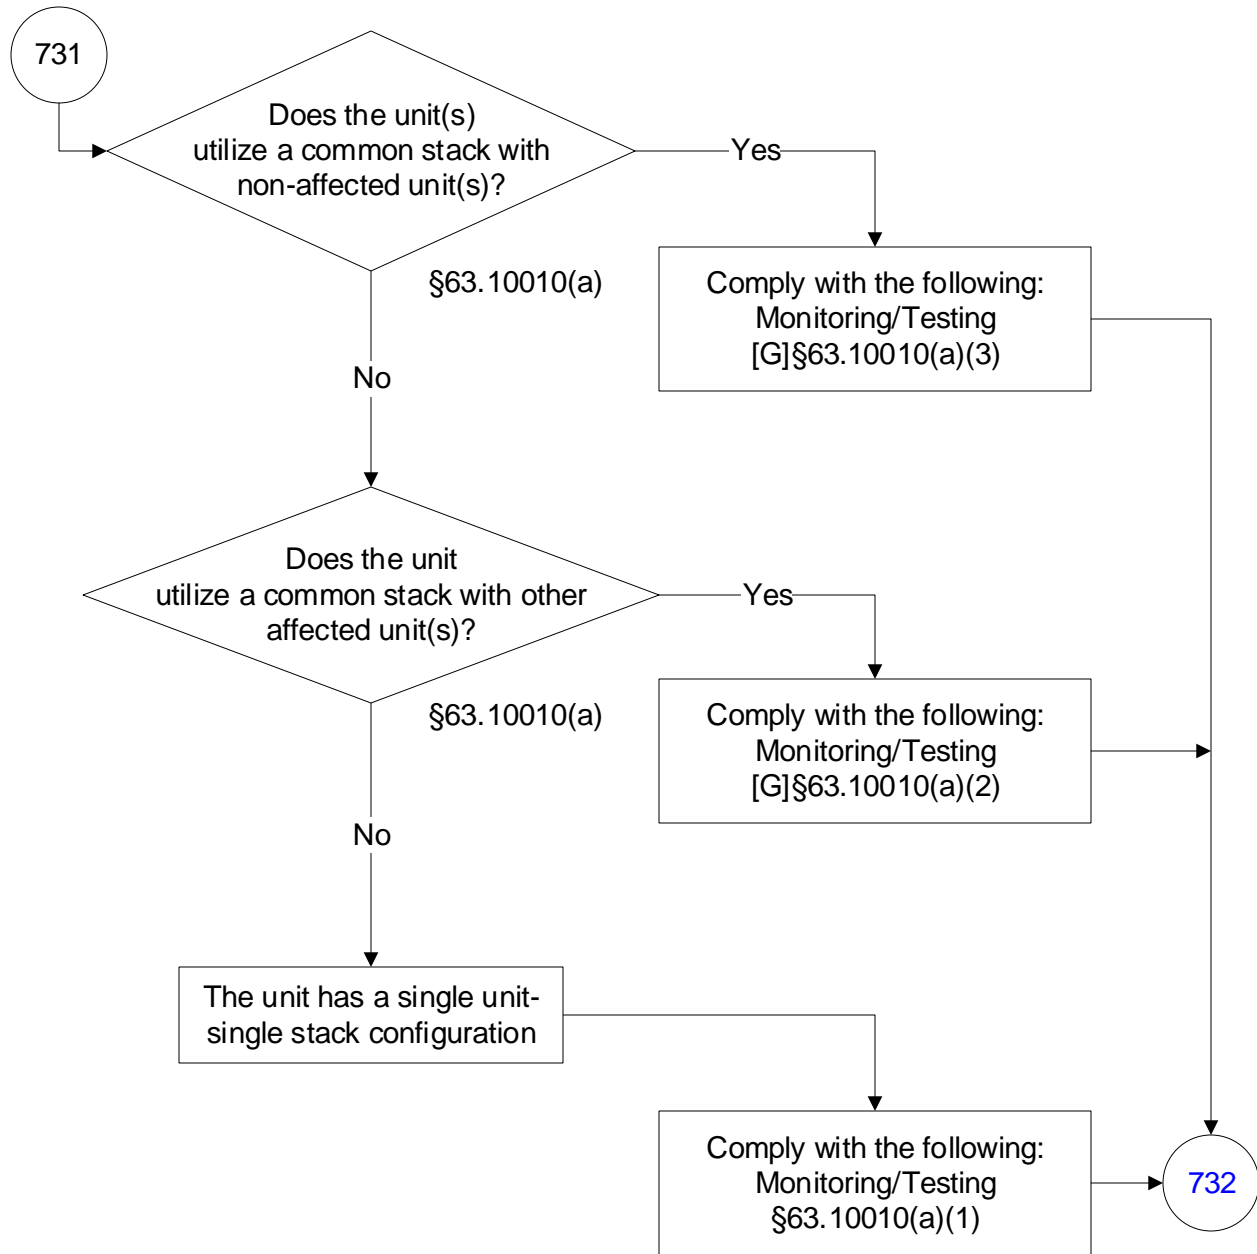 731
Does the unit(s)
utilize a common stack with
non-affected unit(s)?
Yes
§63.10010(a)
Comply with the following:
Monitoring/Testing
[G]§63.10010(a)(3)
No
Does the unit
utilize a common stack with other
affected unit(s)?
Yes
§63.10010(a)
Comply with the following:
Monitoring/Testing
[G]§63.10010(a)(2)
No
The unit has a single unit-
single stack configuration
Comply with the following:
Monitoring/Testing
§63.10010(a)(1)
732